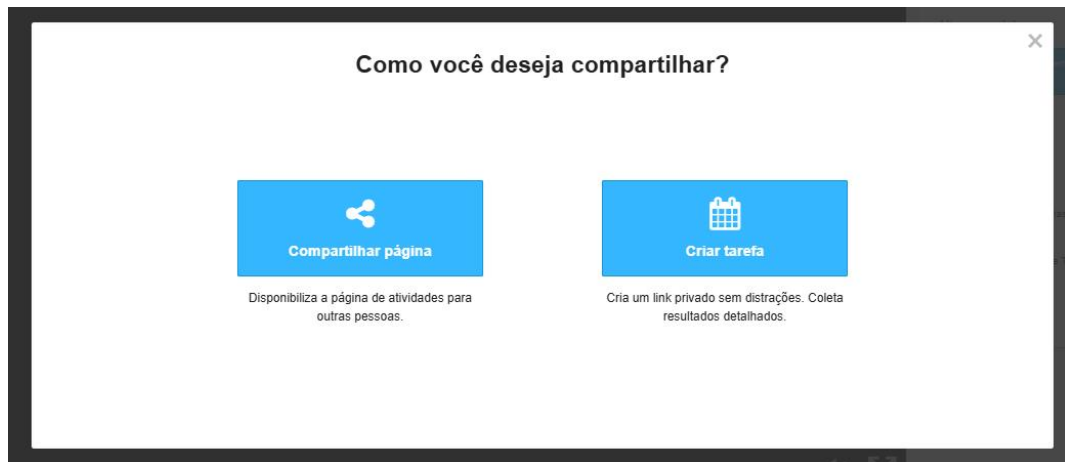 Como você deseja compartilhar?
Compartilhar página
Disponibiliza a página de atividades para
outras pessoas.
Criar tarefa
Cria um link privado sem distrações. Coleta
resultados detalhados.